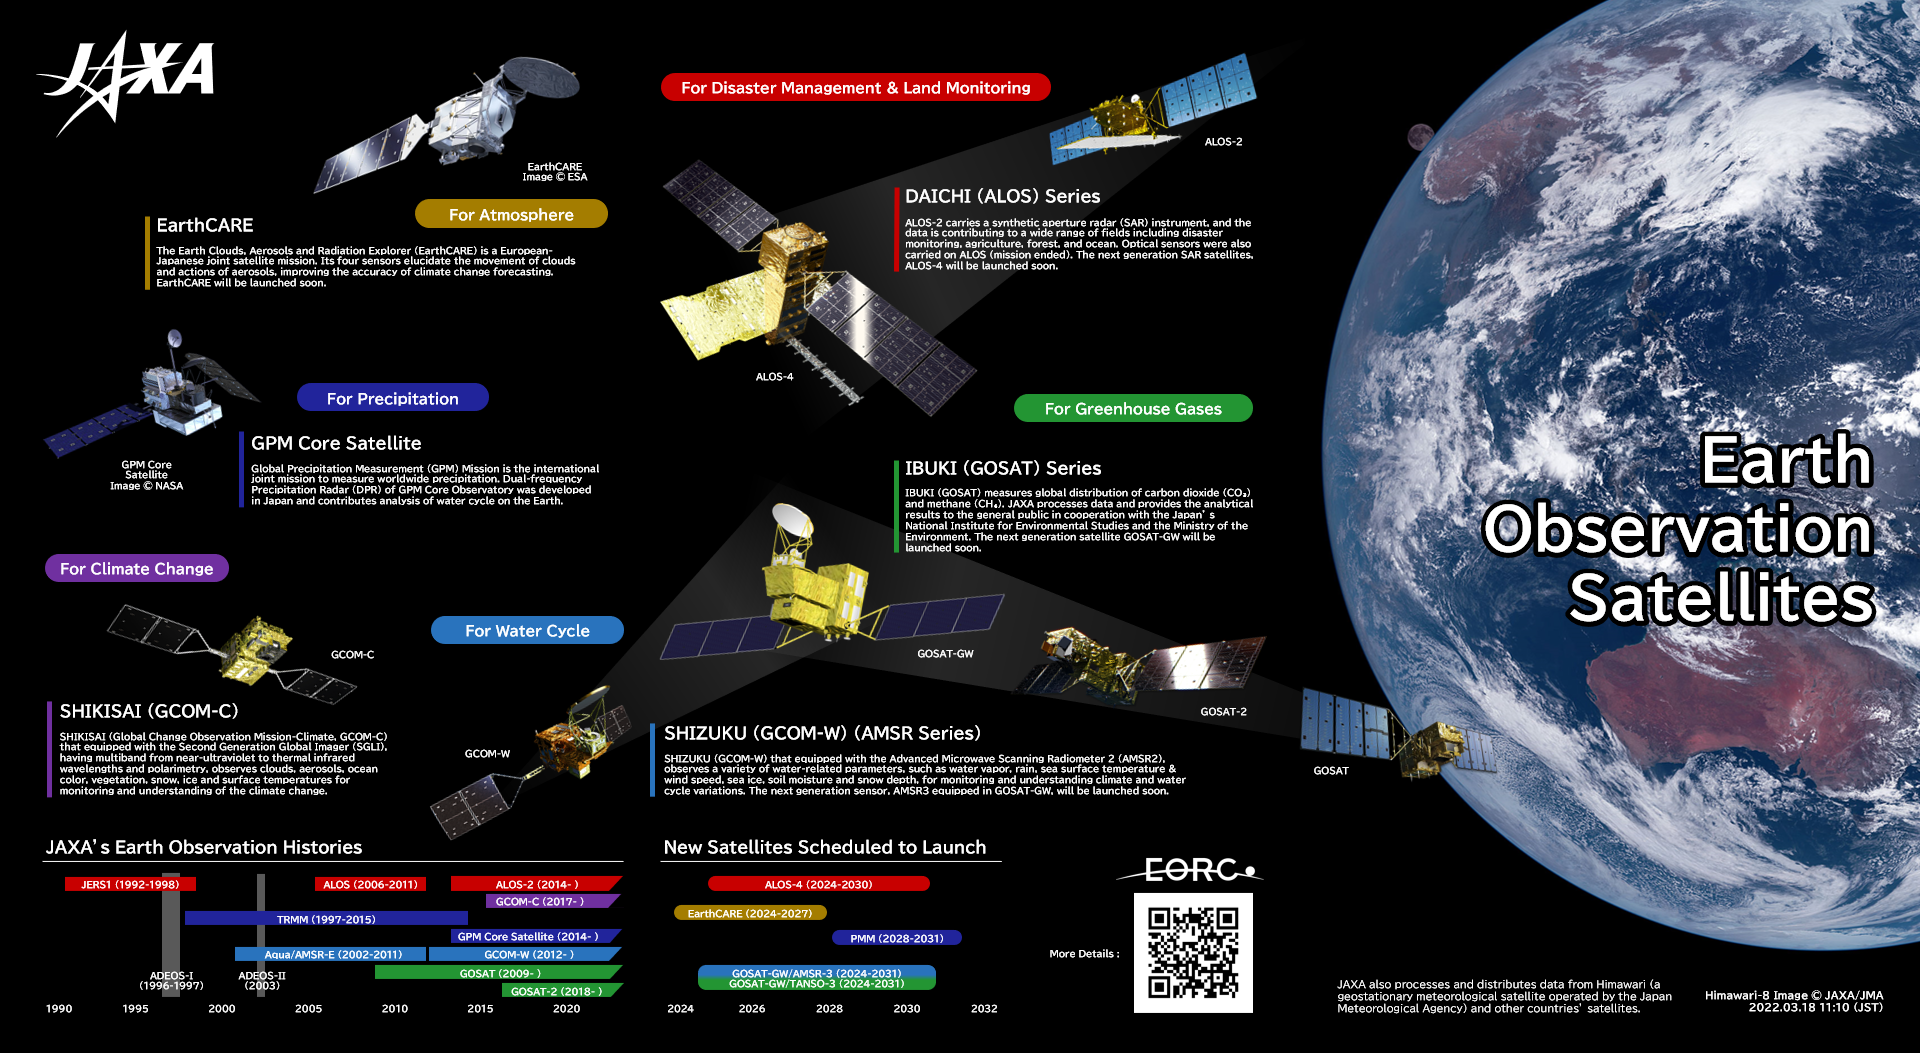 JAXA
EarthCARE
Image © ESA
For Atmosphere
EarthCARE
The Earth Clouds, Aerosols and Radiation Explorer (EarthCARE) is a European-
Japanese joint satellite mission. Its four sensors elucidate the movement of clouds
and actions of aerosols, improving the accuracy of climate change forecasting.
EarthCARE will be launched soon.
For Precipitation
GPM Core
Satellite
Image © NASA
GPM Core Satellite
Global Precipitation Measurement (GPM) Mission is the international
joint mission to measure worldwide precipitation. Dual-frequency
Precipitation Radar (DPR) of GPM Core Observatory was developed
in Japan and contributes analysis of water cycle on the Earth.
For Climate Change
GCOM-C
SHIKISAI (GCOM-C)
SHIKISAI (Global Change Observation Mission-Climate, GCOM-C)
that equipped with the Second Generation Global Imager (SGLI),
having multiband from near-ultraviolet to thermal infrared
wavelengths and polarimetry, observes clouds, aerosols, ocean
color, vegetation, snow, ice and surface temperatures for
monitoring and understanding of the climate change.
For Water Cycle
GCOM-W
SHIZUKU (GCOM-W) (AMSR Series)
SHIZUKU (GCOM-W) that equipped with the Advanced Microwave Scanning Radiometer 2 (AMSR2),
observes a variety of water-related parameters, such as water vapor, rain, sea surface temperature &
wind speed, sea ice, soil moisture and snow depth, for monitoring and understanding climate and water
cycle variations. The next generation sensor, AMSR3 equipped in GOSAT-GW, will be launched soon.
For Disaster Management & Land Monitoring
ALOS-2
DAICHI (ALOS) Series
ALOS-2 carries a synthetic aperture radar (SAR) instrument, and the
data is contributing to a wide range of fields including disaster
monitoring, agriculture, forest, and ocean. Optical sensors were also
carried on ALOS (mission ended). The next generation SAR satellites,
ALOS-4 will be launched soon.
ALOS-4
For Greenhouse Gases
IBUKI (GOSAT) Series
IBUKI (GOSAT) measures global distribution of carbon dioxide (CO₂)
and methane (CH₄). JAXA processes data and provides the analytical
results to the general public in cooperation with the Japan's
National Institute for Environmental Studies and the Ministry of the
Environment. The next generation satellite GOSAT-GW will be
launched soon.
GOSAT-GW
GOSAT-2
GOSAT
Earth
Observation
Satellites
JAXA's Earth Observation Histories
JERS1 (1992-1998)
ALOS (2006-2011)
ALOS-2 (2014- )
GCOM-C (2017- )
TRMM (1997-2015)
GPM Core Satellite (2014- )
Aqua/AMSR-E (2002-2011)
GCOM-W (2012- )
GOSAT (2009- )
GOSAT-2 (2018- )
ADEOS-I
(1996-1997)
ADEOS-II
(2003)
1990 1995 2000 2005 2010 2015 2020
New Satellites Scheduled to Launch
ALOS-4 (2024-2030)
EarthCARE (2024-2027)
PMM (2028-2031)
GOSAT-GW/AMSR-3 (2024-2031)
GOSAT-GW/TANSO-3 (2024-2031)
2024 2026 2028 2030 2032
EORC
More Details :
JAXA also processes and distributes data from Himawari (a
geostationary meteorological satellite operated by the Japan
Meteorological Agency) and other countries' satellites.
Himawari-8 Image © JAXA/JMA
2022.03.18 11:10 (JST)